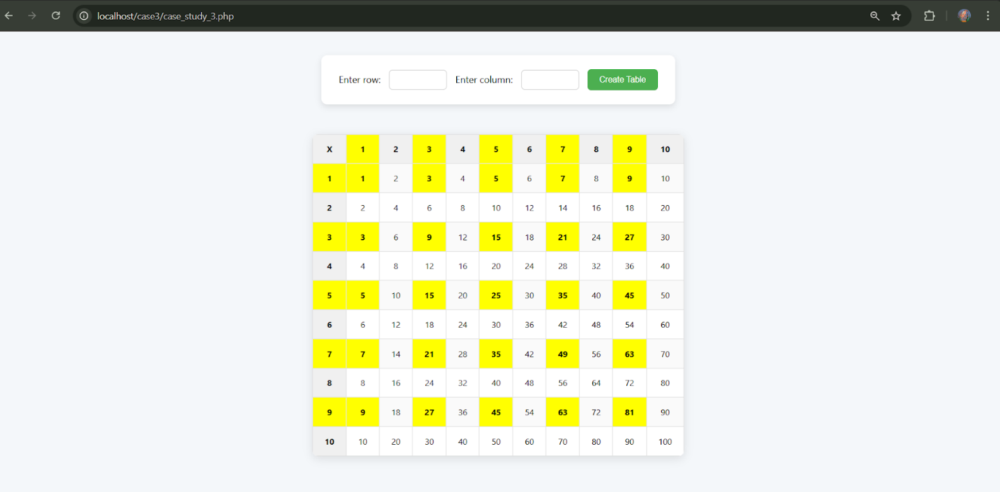 localhost/case3/case_study_3.php
Enter row: Enter column: Create Table
X 1 2 3 4 5 6 7 8 9 10
1 1 2 3 4 5 6 7 8 9 10
2 2 4 6 8 10 12 14 16 18 20
3 3 6 9 12 15 18 21 24 27 30
4 4 8 12 16 20 24 28 32 36 40
5 5 10 15 20 25 30 35 40 45 50
6 6 12 18 24 30 36 42 48 54 60
7 7 14 21 28 35 42 49 56 63 70
8 8 16 24 32 40 48 56 64 72 80
9 9 18 27 36 45 54 63 72 81 90
10 10 20 30 40 50 60 70 80 90 100